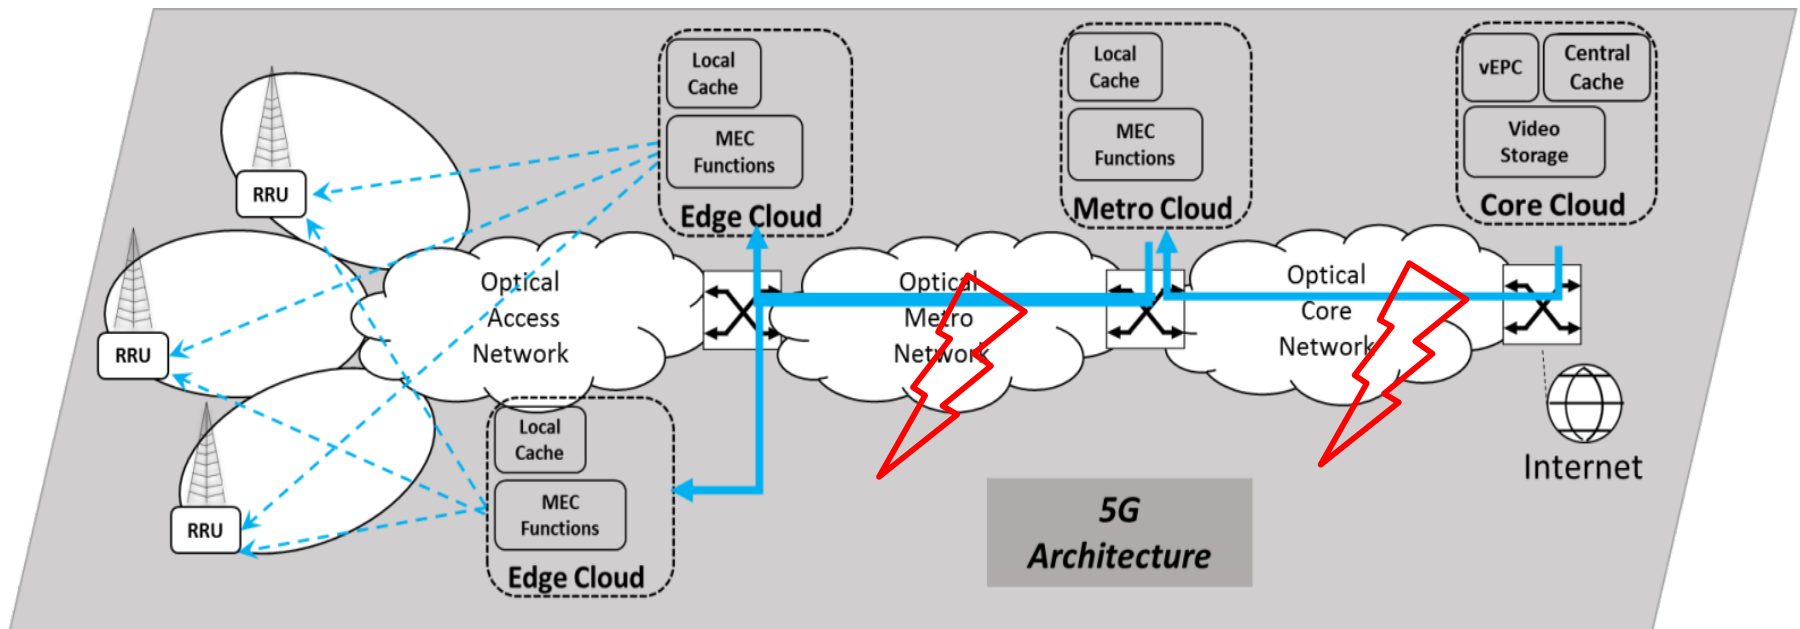 Local
Cache
MEC
Functions
Edge Cloud
Local
Cache
MEC
Functions
Metro Cloud
vEPC
Central
Cache
Video
Storage
Core Cloud
RRU
RRU
RRU
Optical
Access
Network
Optical
Metro
Network
Optical
Core
Network
Local
Cache
MEC
Functions
Edge Cloud
Internet
5G
Architecture